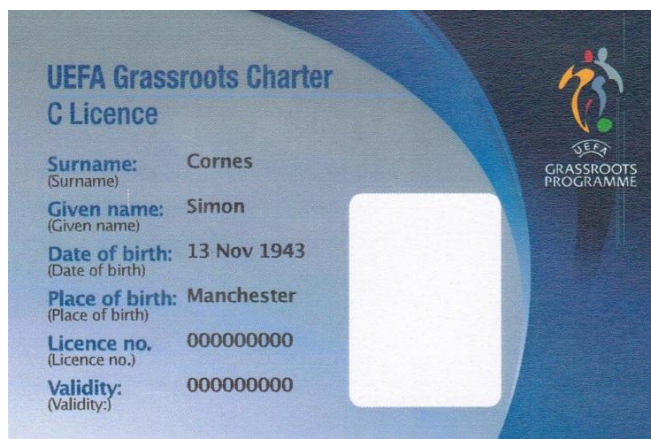 UEFA Grassroots Charter
C Licence
Surname: Cornes
(Surname)
Given name: Simon
(Given name)
Date of birth: 13 Nov 1943
(Date of birth)
Place of birth: Manchester
(Place of birth)
Licence no. 000000000
(Licence no.)
Validity: 000000000
(Validity:)
UEFA
GRASSROOTS
PROGRAMME